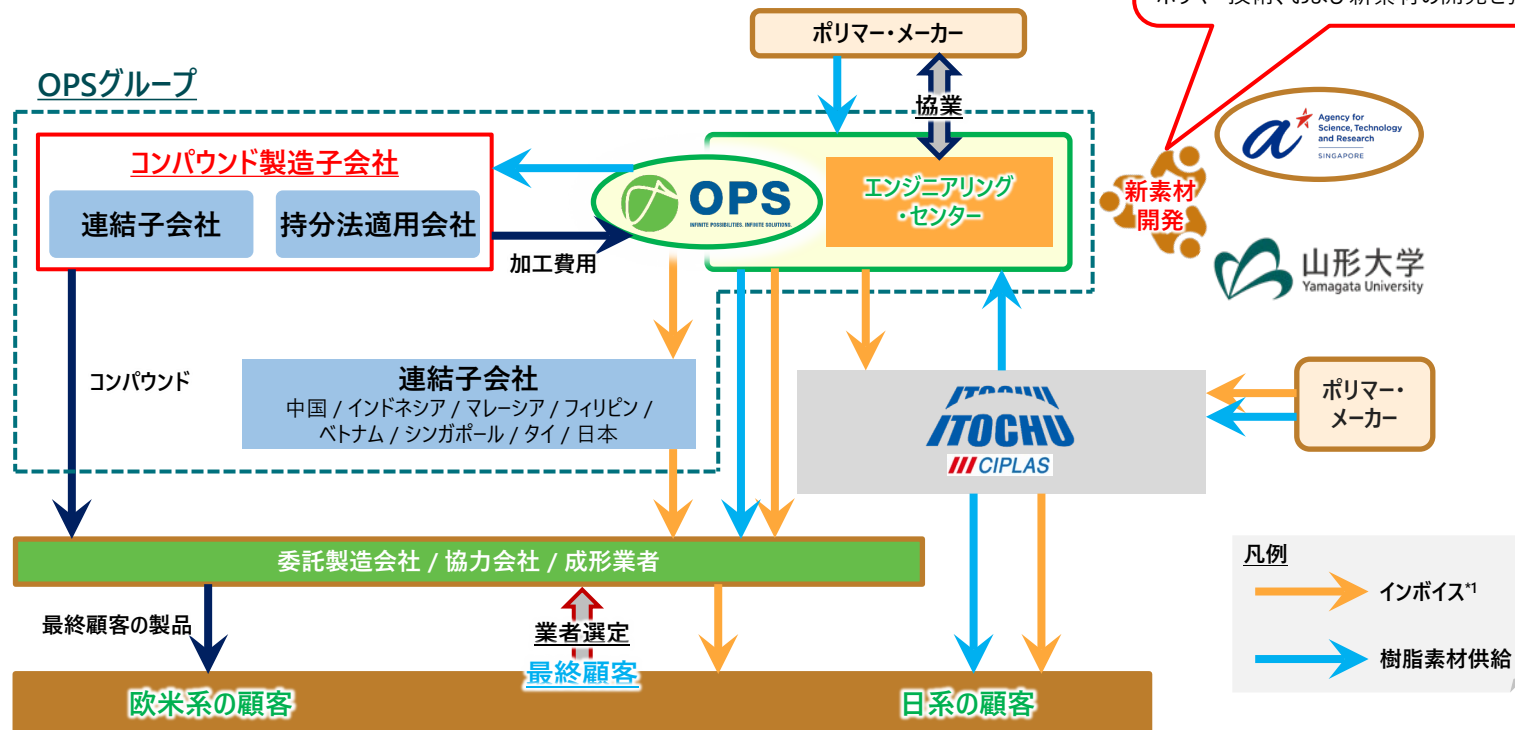 ポリマー・メーカー
OPSグループ
協業
コンパウンド製造子会社
連結子会社
持分法適用会社
OPS
INFINITE POSSIBILITIES. INFINITE SOLUTIONS.
エンジニアリング
・センター
加工費用
新素材
開発
Agency for
Science, Technology
and Research
SINGAPORE
山形大学
Yamagata University
コンパウンド
連結子会社
中国 / インドネシア / マレーシア / フィリピン /
ベトナム / シンガポール / タイ / 日本
ITOCHU
CIPLAS
ポリマー・
メーカー
委託製造会社 / 協力会社 / 成形業者
最終顧客の製品
業者選定
最終顧客
欧米系の顧客
日系の顧客
凡例
インボイス*1
樹脂素材供給